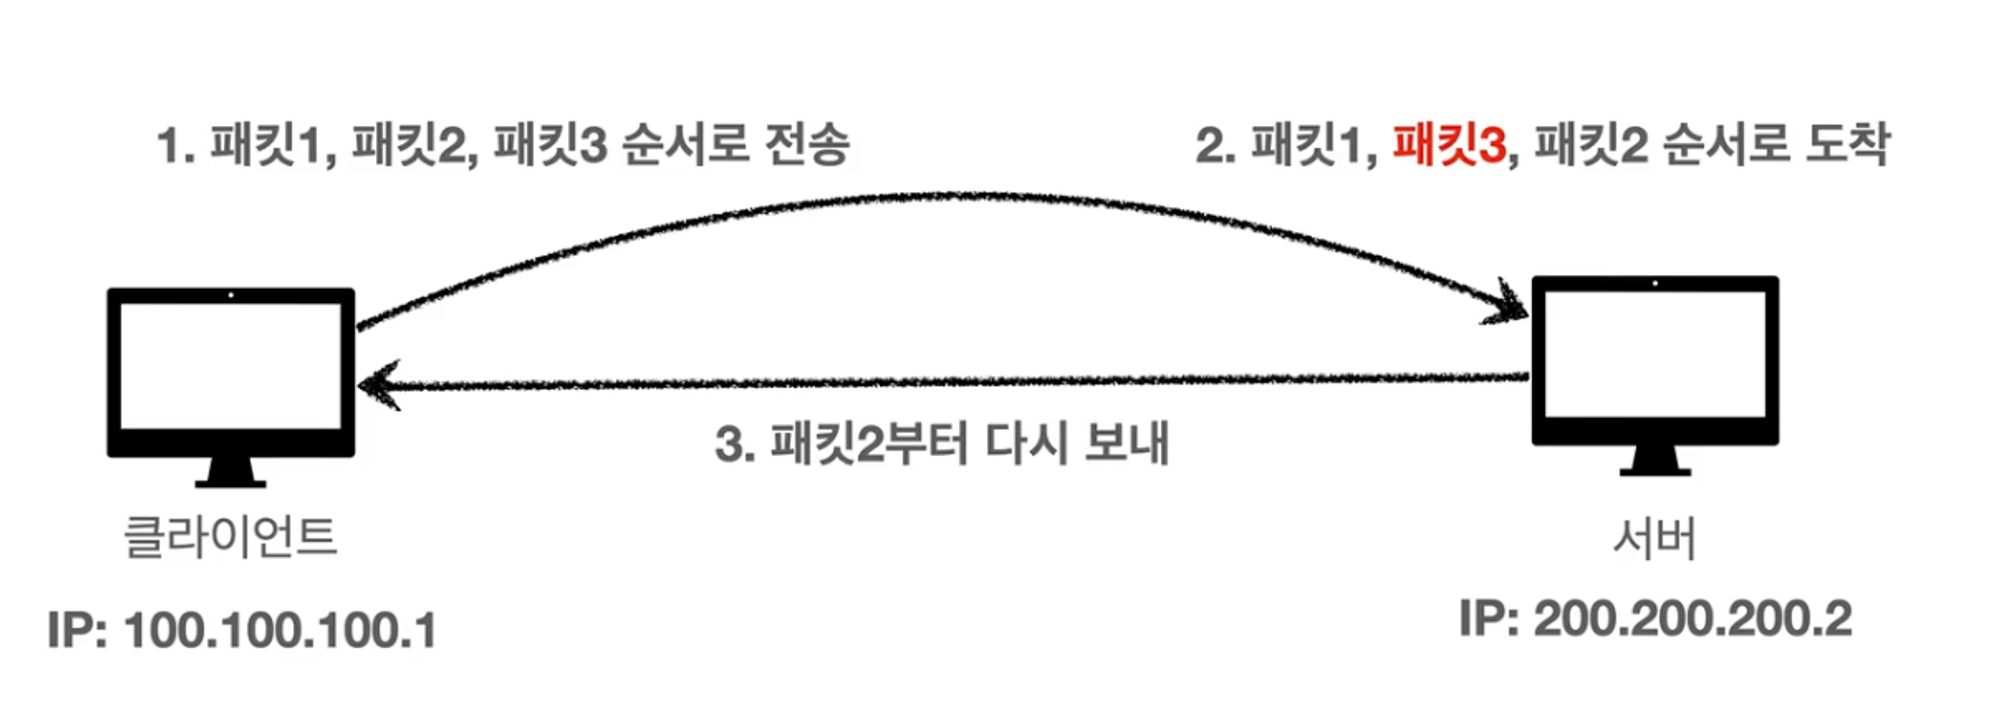 1. 패킷1, 패킷2, 패킷3 순서로 전송
2. 패킷1, 패킷3, 패킷2 순서로 도착
3. 패킷2부터 다시 보내
클라이언트
IP: 100.100.100.1
서버
IP: 200.200.200.2